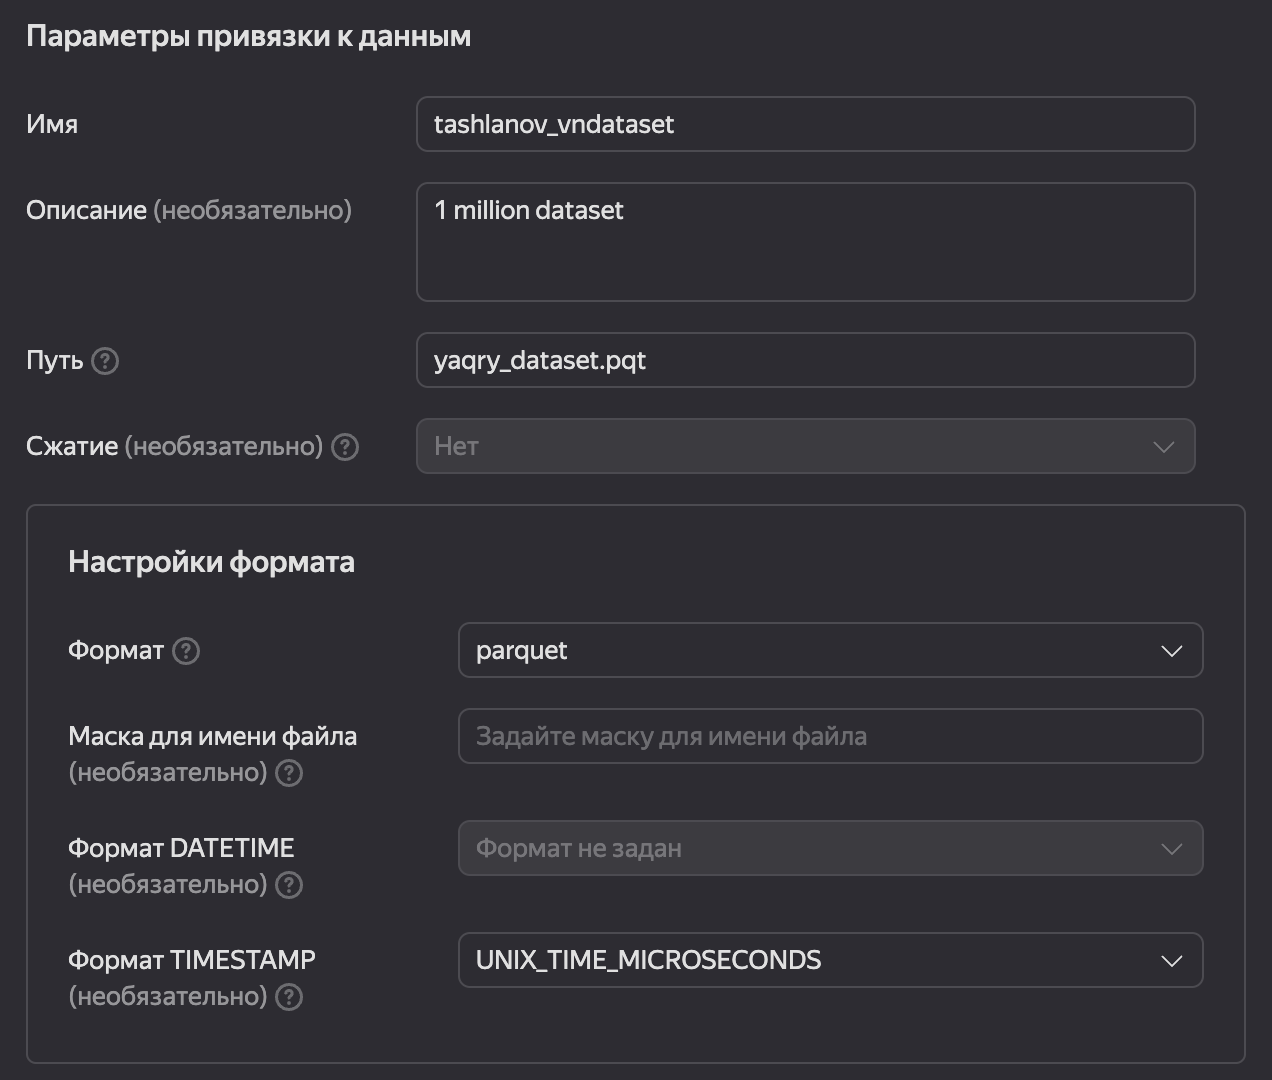 Параметры привязки к данным
Имя
tashlanov_vndataset
Описание (необязательно)
1 million dataset
Путь ?
yaqry_dataset.pqt
Сжатие (необязательно) ?
Нет
Настройки формата
Формат ?
parquet
Маска для имени файла
(необязательно) ?
Задайте маску для имени файла
Формат DATETIME
(необязательно) ?
Формат не задан
Формат TIMESTAMP
(необязательно) ?
UNIX_TIME_MICROSECONDS